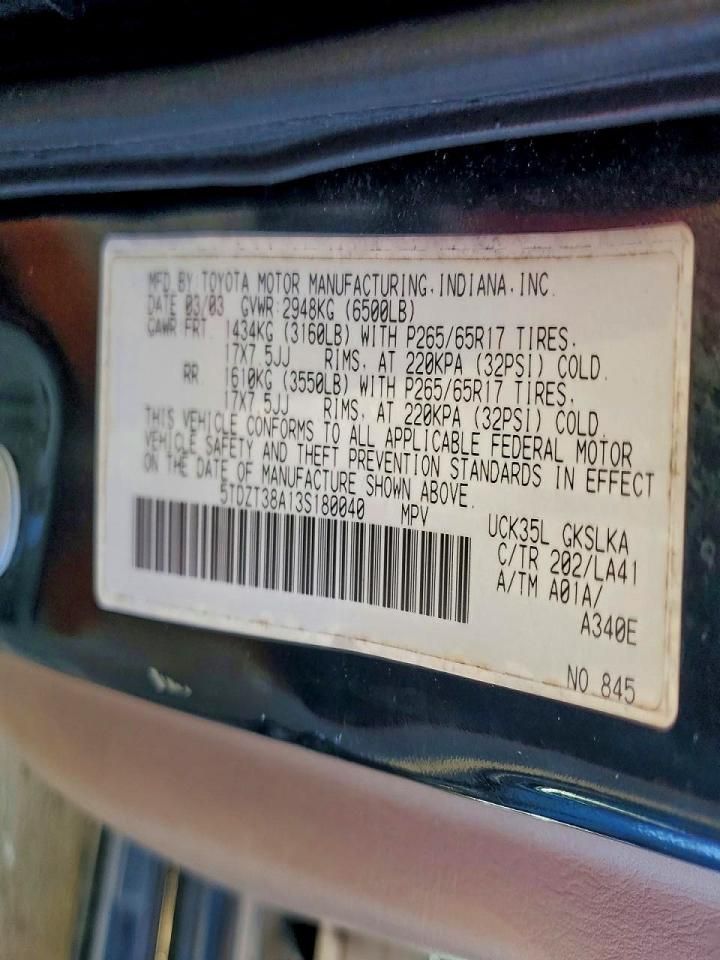 MFD.BY:TOYOTA MOTOR MANUFACTURING,INDIANA,INC.
DATE 03/03 GVWR:2948KG (6500LB)
GAWR FRT. 1434KG (3160LB) WITH P265/65R17 TIRES,
17X7.5JJ RIMS, AT 220KPA (32PSI) COLD.
RR. 1610KG (3550LB) WITH P265/65R17 TIRES,
17X7.5JJ RIMS, AT 220KPA (32PSI) COLD.
THIS VEHICLE CONFORMS TO ALL APPLICABLE FEDERAL MOTOR
VEHICLE SAFETY AND THEFT PREVENTION STANDARDS IN EFFECT
ON THE DATE OF MANUFACTURE SHOWN ABOVE.
5TDZT38A13S180040 MPV
UCK35L GKSLKA
C/TR 202/LA41
A/TM A01A/
A340E
NO 845